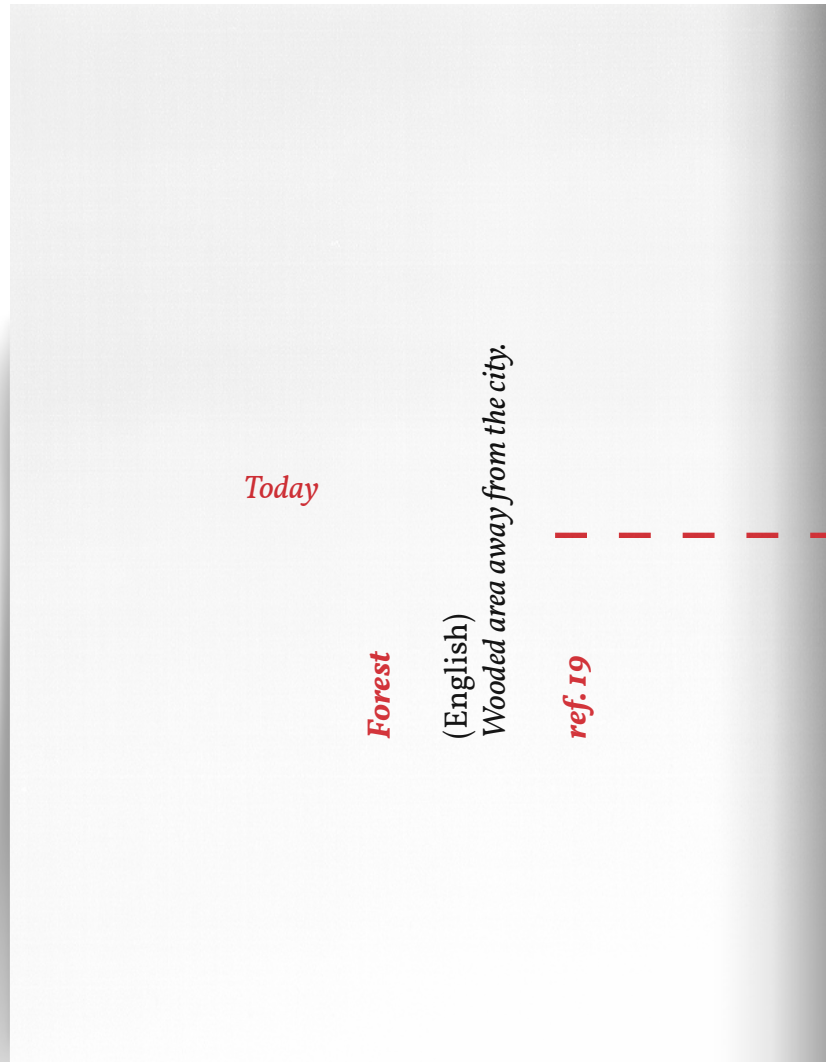 Today
Forest
(English)
Wooded area away from the city.
ref. 19